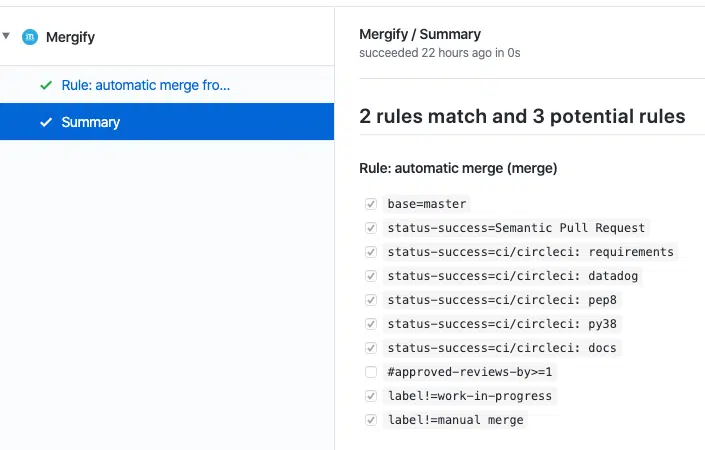 Mergify
Rule: automatic merge fro...
Summary
Mergify / Summary
succeeded 22 hours ago in 0s
2 rules match and 3 potential rules
Rule: automatic merge (merge)
base=master
status-success=Semantic Pull Request
status-success=ci/circleci: requirements
status-success=ci/circleci: datadog
status-success=ci/circleci: pep8
status-success=ci/circleci: py38
status-success=ci/circleci: docs
#approved-reviews-by>=1
label!=work-in-progress
label!=manual merge